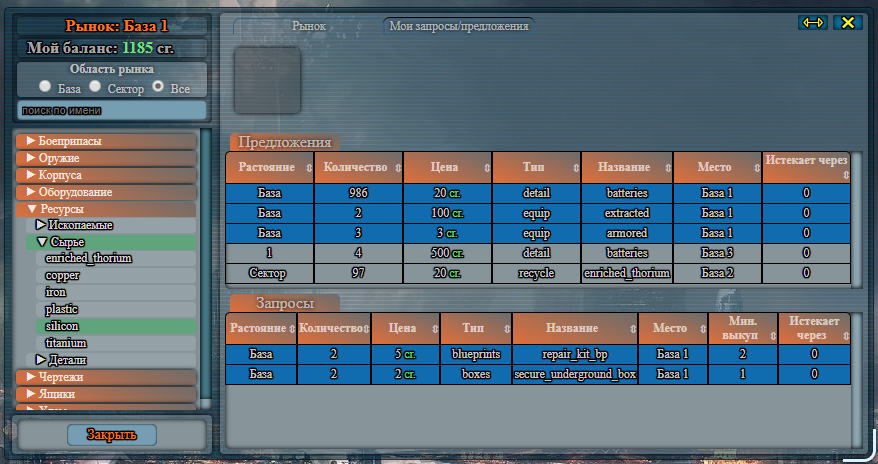 Рынок: База 1
Мой баланс: 1185 cr.
Область рынка
База Сектор Все
поиск по имени
Боеприпасы
Оружие
Корпуса
Оборудование
Ресурсы
Ископаемые
Сырье
enriched_thorium
copper
iron
plastic
silicon
titanium
Детали
Чертежи
Ящики
Закрыть
Рынок Мои запросы/предложения
Предложения
Растояние Количество Цена Тип Название Место Истекает через
База 986 20 cr. detail batteries База 1 0
База 2 100 cr. equip extracted База 1 0
База 3 3 cr. equip armored База 1 0
1 4 500 cr. detail batteries База 3 0
Сектор 97 20 cr. recycle enriched_thorium База 2 0
Запросы
Растояние Количество Цена Тип Название Место Мин. выкуп Истекает через
База 2 5 cr. blueprints repair_kit_bp База 1 2 0
База 2 2 cr. boxes secure_underground_box База 1 1 0